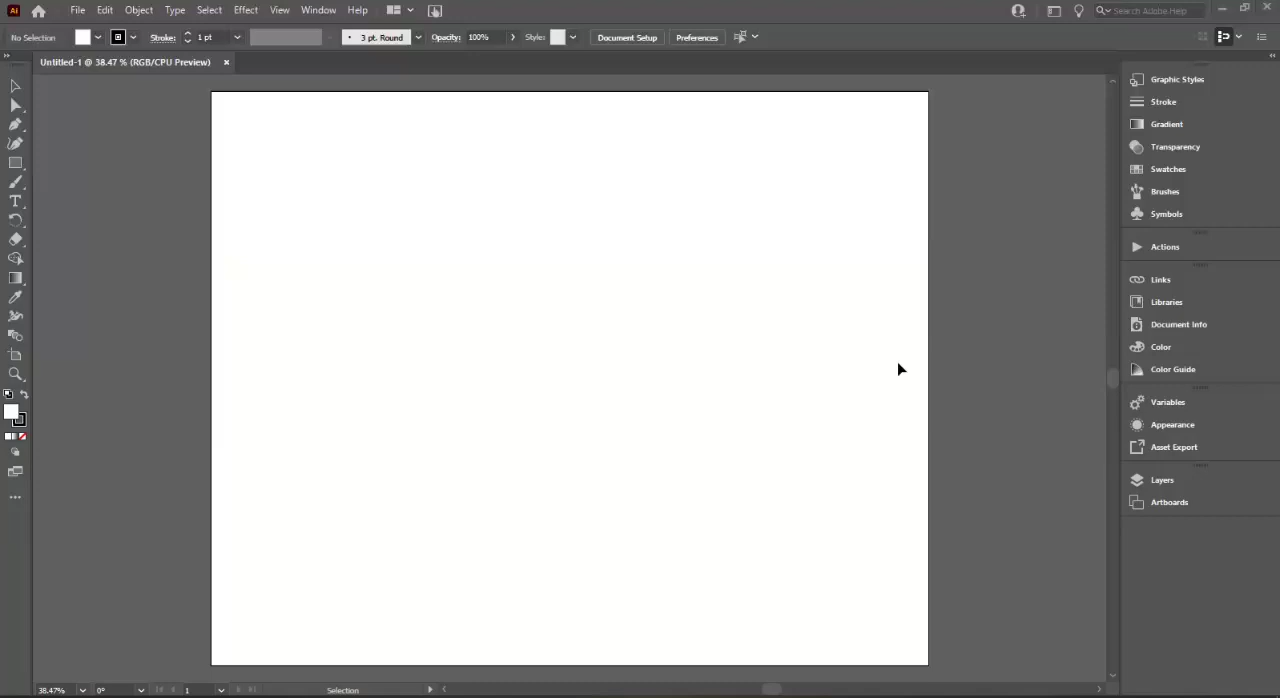 Ai File Edit Object Type Select Effect View Window Help Search Adobe Help
No Selection Stroke: 1 pt 3 pt. Round Opacity: 100% Style: Document Setup Preferences
Untitled-1 @ 38.47 % (RGB/CPU Preview) ×
Graphic Styles
Stroke
Gradient
Transparency
Swatches
Brushes
Symbols
Actions
Links
Libraries
Document Info
Color
Color Guide
Variables
Appearance
Asset Export
Layers
Artboards
38.47% 0° 1 Selection